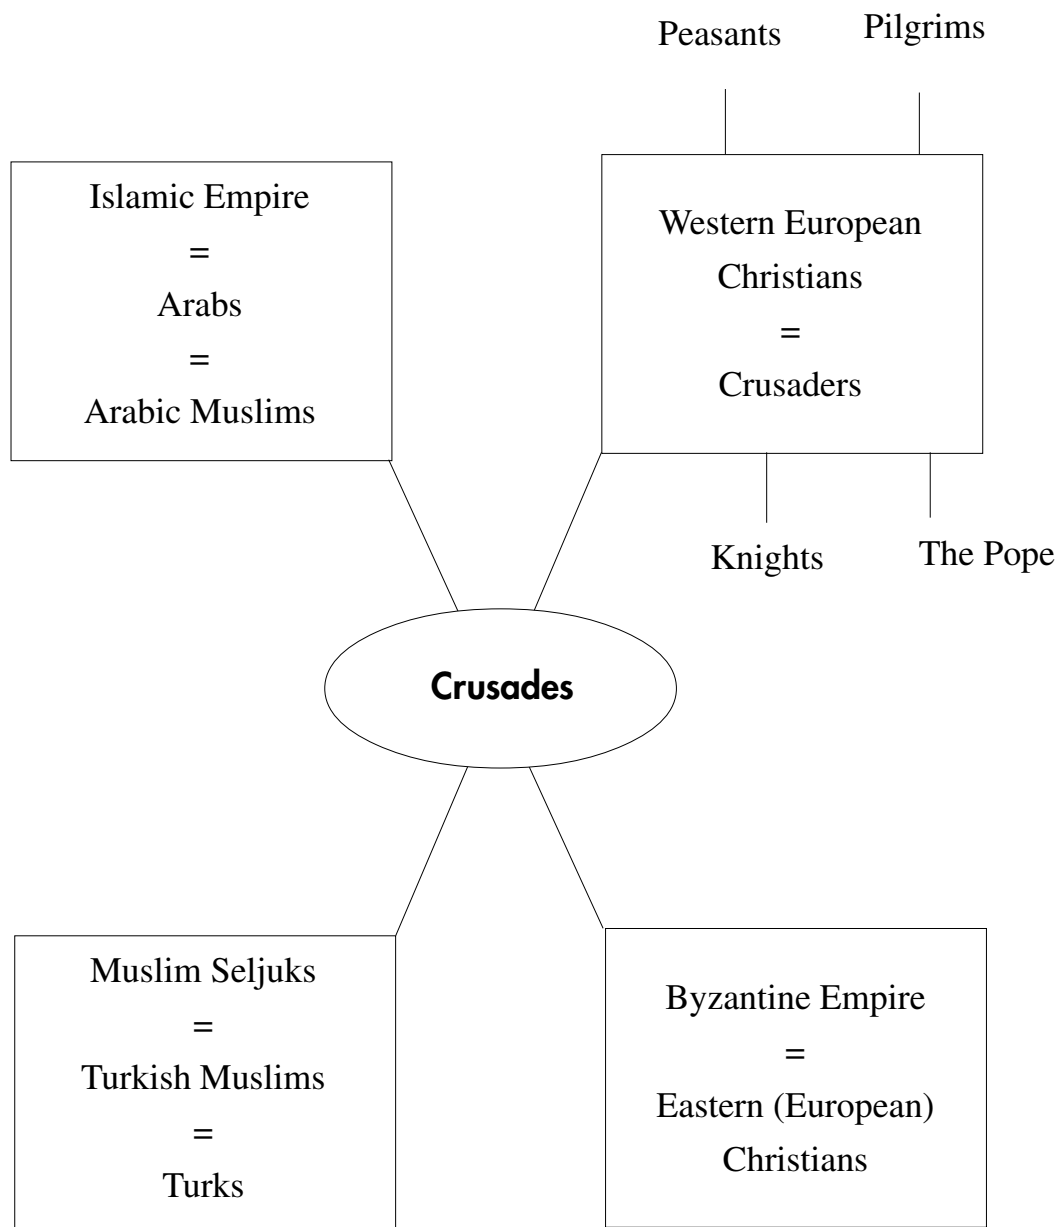 Peasants
Pilgrims
Islamic Empire
=
Arabs
=
Arabic Muslims
Western European
Christians
=
Crusaders
Knights
The Pope
Crusades
Muslim Seljuks
=
Turkish Muslims
=
Turks
Byzantine Empire
=
Eastern (European)
Christians